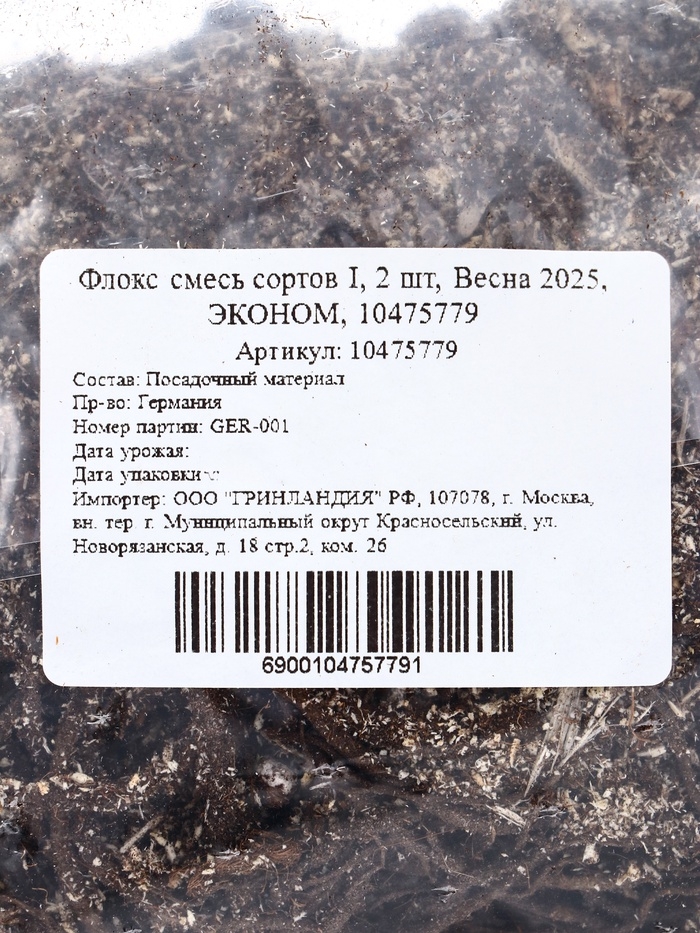 Флокс смесь сортов I, 2 шт, Весна 2025,
ЭКОНОМ, 10475779
Артикул: 10475779
Состав: Посадочный материал
Пр-во: Германия
Номер партии: GER-001
Дата урожая:
Дата упаковки
Импортер: ООО "ГРИНЛАНДИЯ" РФ, 107078, г. Москва,
вн. тер. г. Муниципальный округ Красносельский, ул.
Новорязанская, д. 18 стр.2, ком. 26
6900104757791